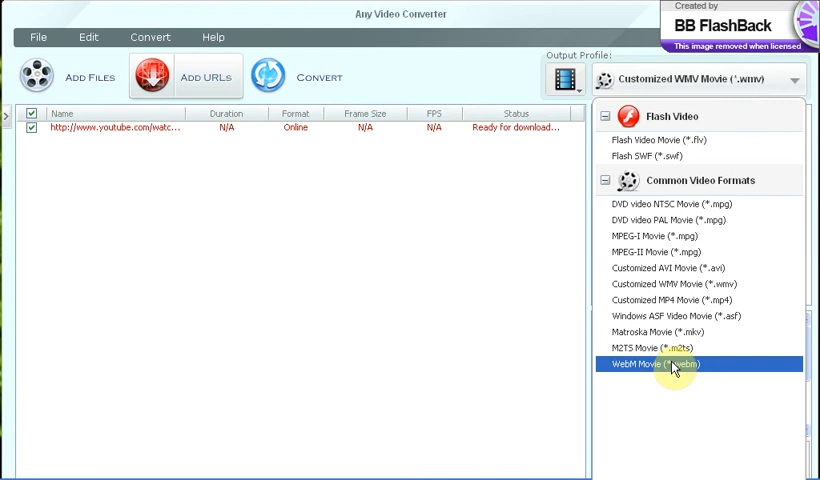 Any Video Converter
Created by
BB FlashBack
This image removed when licensed
File Edit Convert Help
Output Profile:
ADD FILES ADD URLS CONVERT
Customized WMV Movie (*.wmv)
Name Duration Format Frame Size FPS Status
http://www.youtube.com/watc... N/A Online N/A N/A Ready for download...
Flash Video
Flash Video Movie (*.flv)
Flash SWF (*.swf)
Common Video Formats
DVD video NTSC Movie (*.mpg)
DVD video PAL Movie (*.mpg)
MPEG-I Movie (*.mpg)
MPEG-II Movie (*.mpg)
Customized AVI Movie (*.avi)
Customized WMV Movie (*.wmv)
Customized MP4 Movie (*.mp4)
Windows ASF Video Movie (*.asf)
Matroska Movie (*.mkv)
M2TS Movie (*.m2ts)
WebM Movie (*.webm)